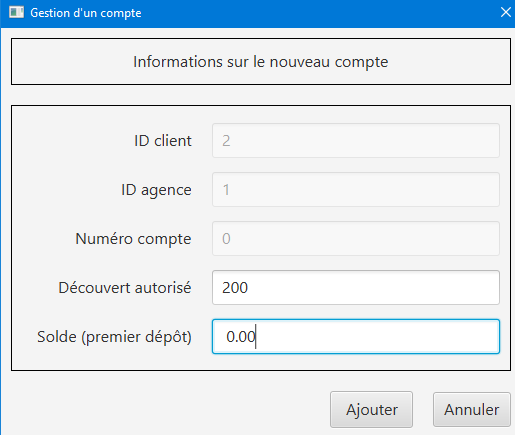 Gestion d'un compte
Informations sur le nouveau compte
ID client 2
ID agence 1
Numéro compte 0
Découvert autorisé 200
Solde (premier dépôt) 0.00
Ajouter Annuler